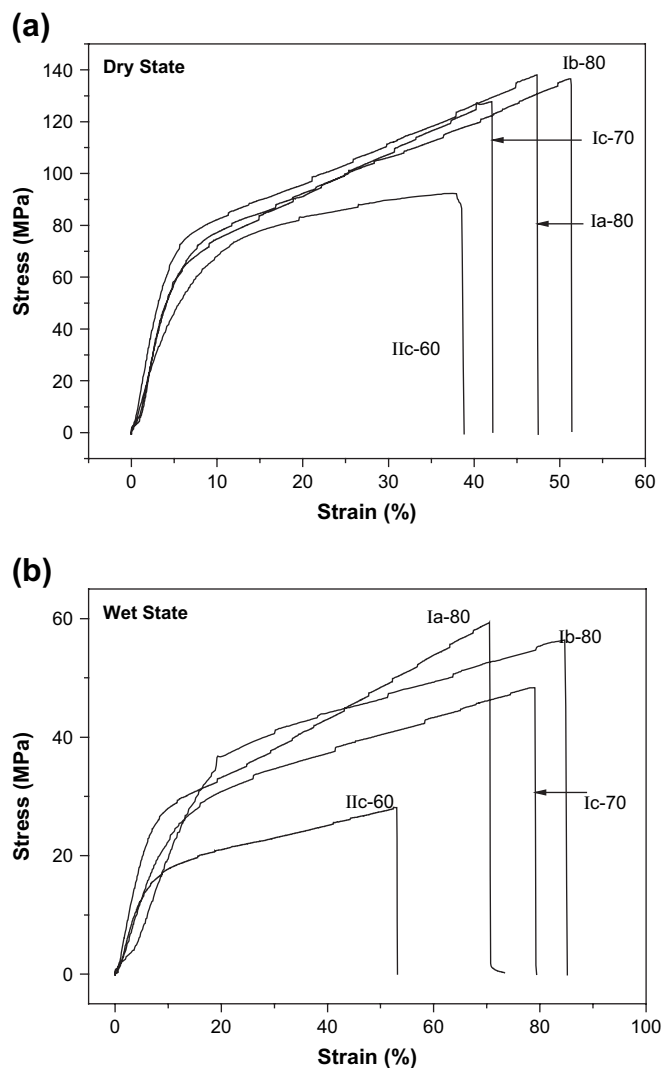 (a)
Dry State
Stress (MPa)
140
120
100
80
60
40
20
0
Ib-80
Ic-70
Ia-80
IIc-60
0 10 20 30 40 50 60
Strain (%)
(b)
Wet State
Stress (MPa)
60
40
20
0
Ia-80
Ib-80
IIc-60
Ic-70
0 20 40 60 80 100
Strain (%)